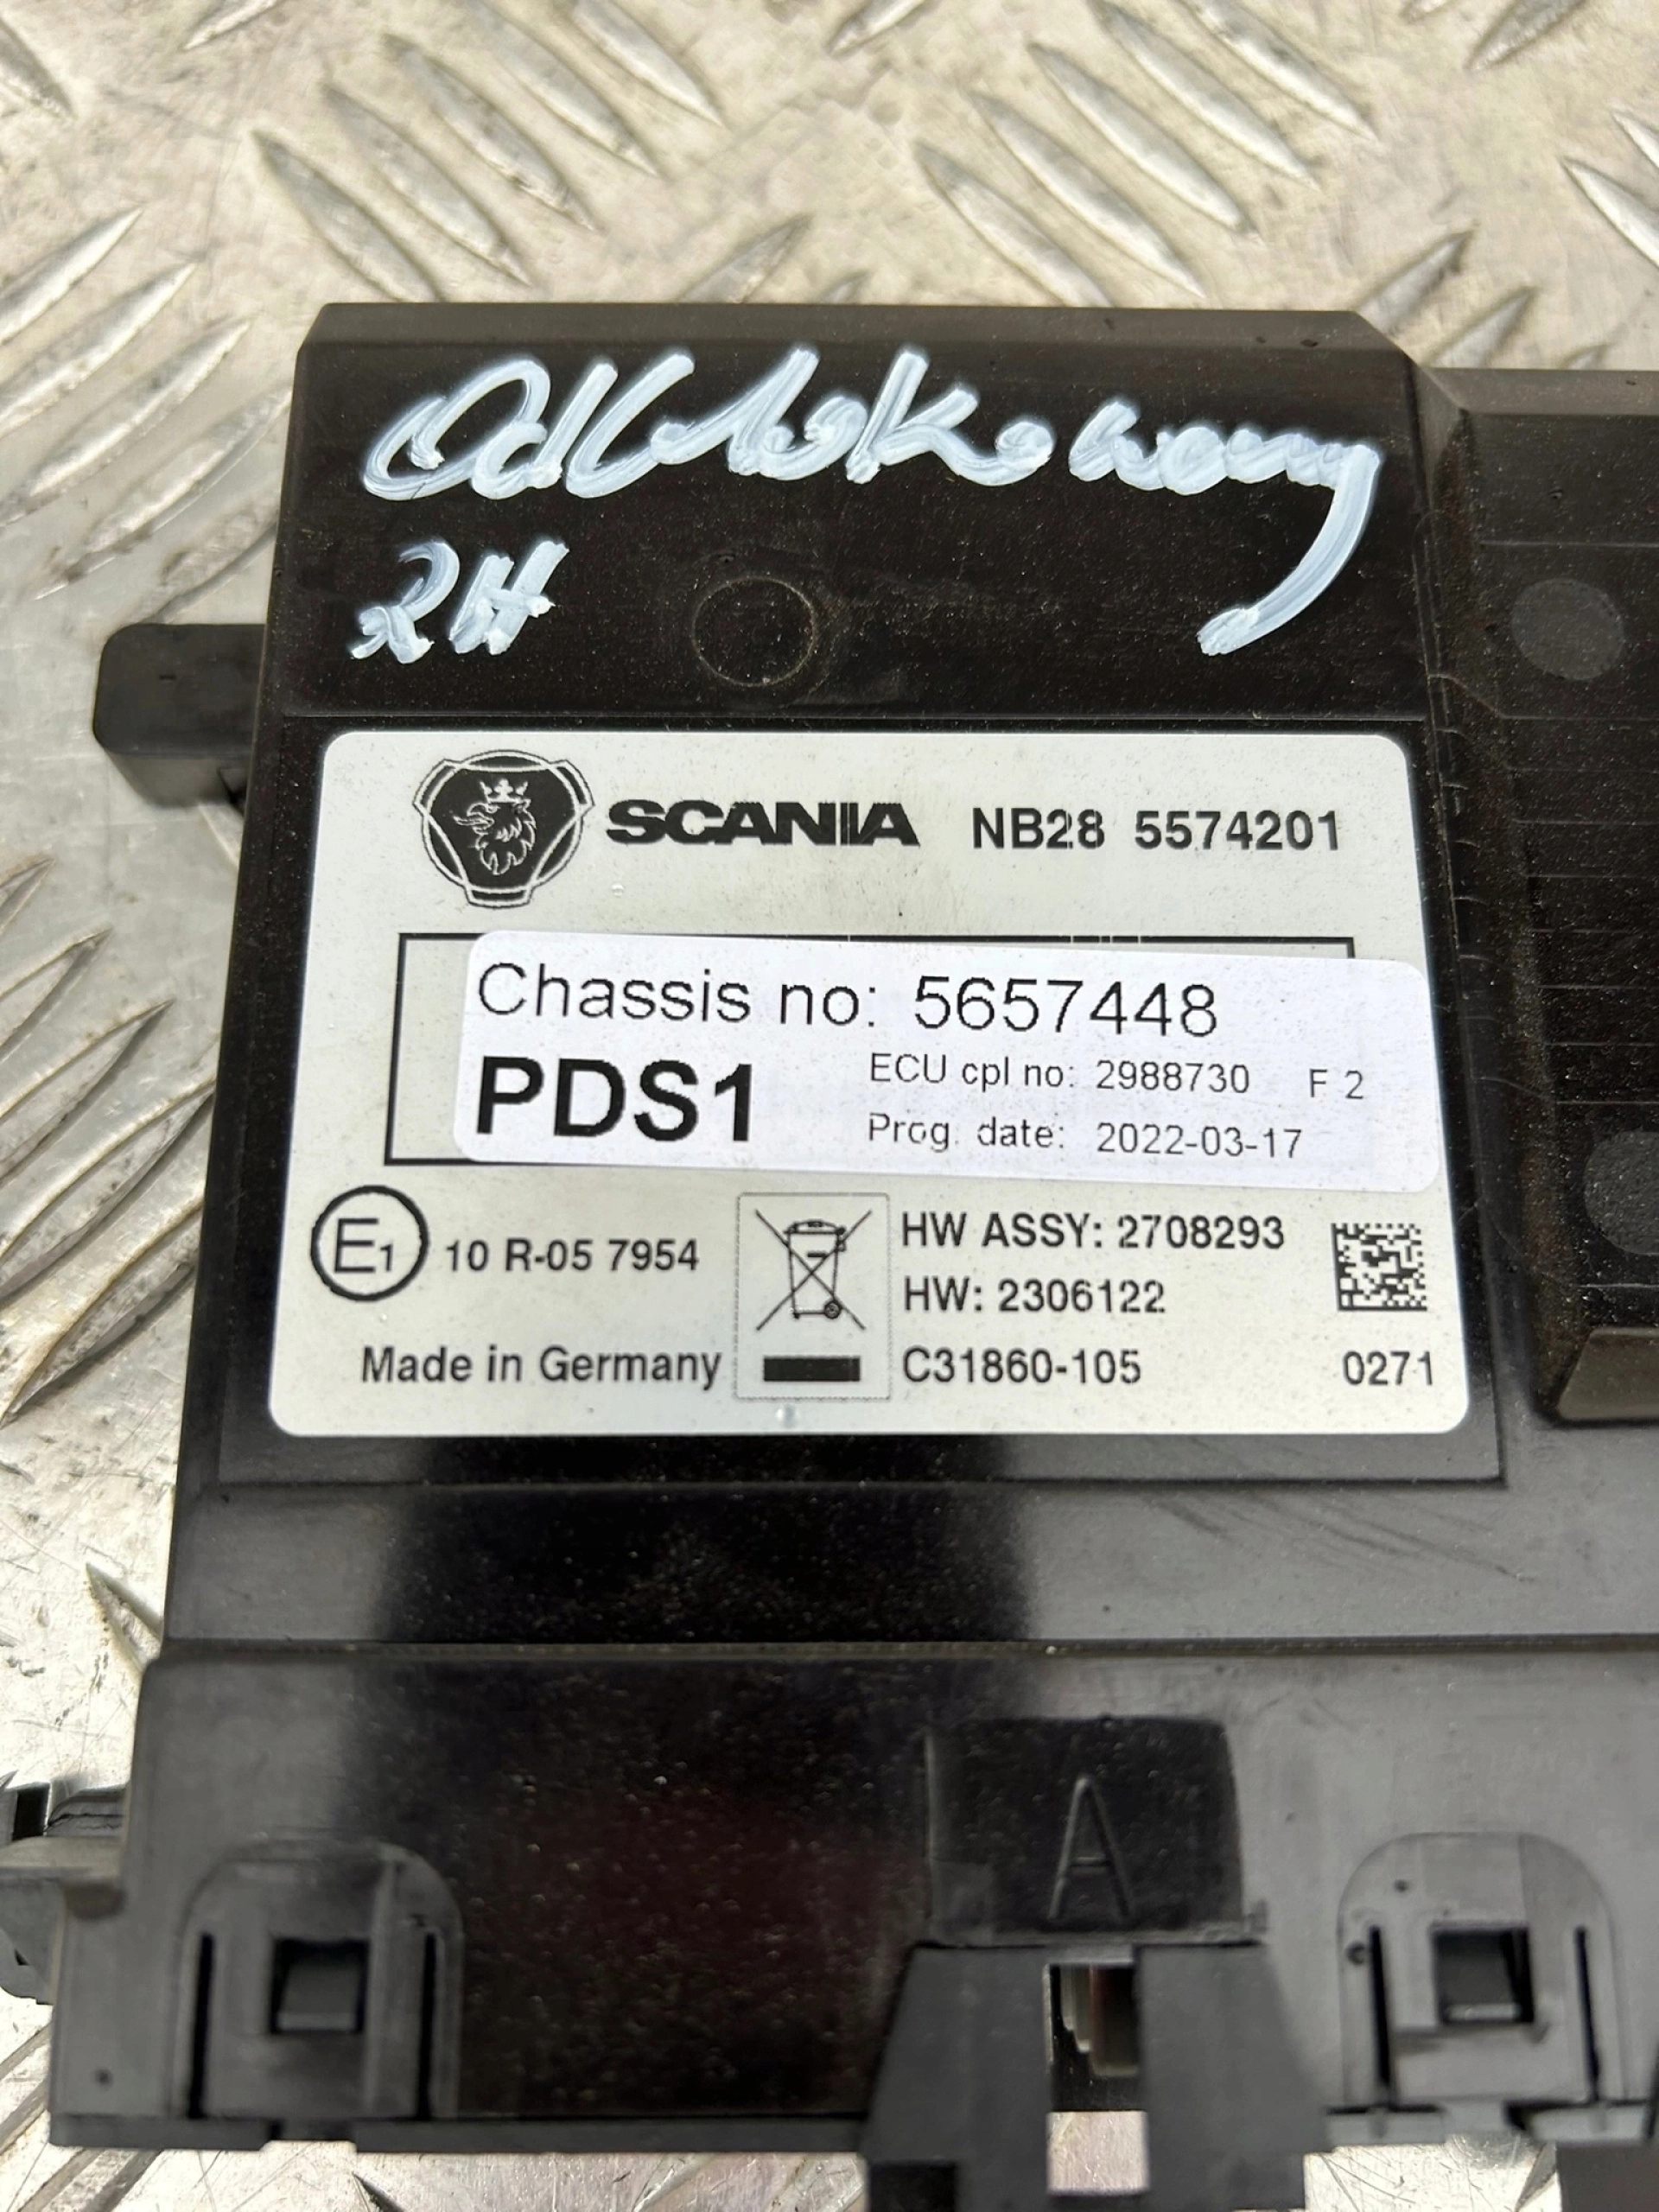 Odblokowany
RH
SCANIA NB28 5574201
Chassis no: 5657448
PDS1 ECU cpl no: 2988730 F 2
Prog. date: 2022-03-17
E1 10 R-05 7954
HW ASSY: 2708293
HW: 2306122
Made in Germany C31860-105 0271
A